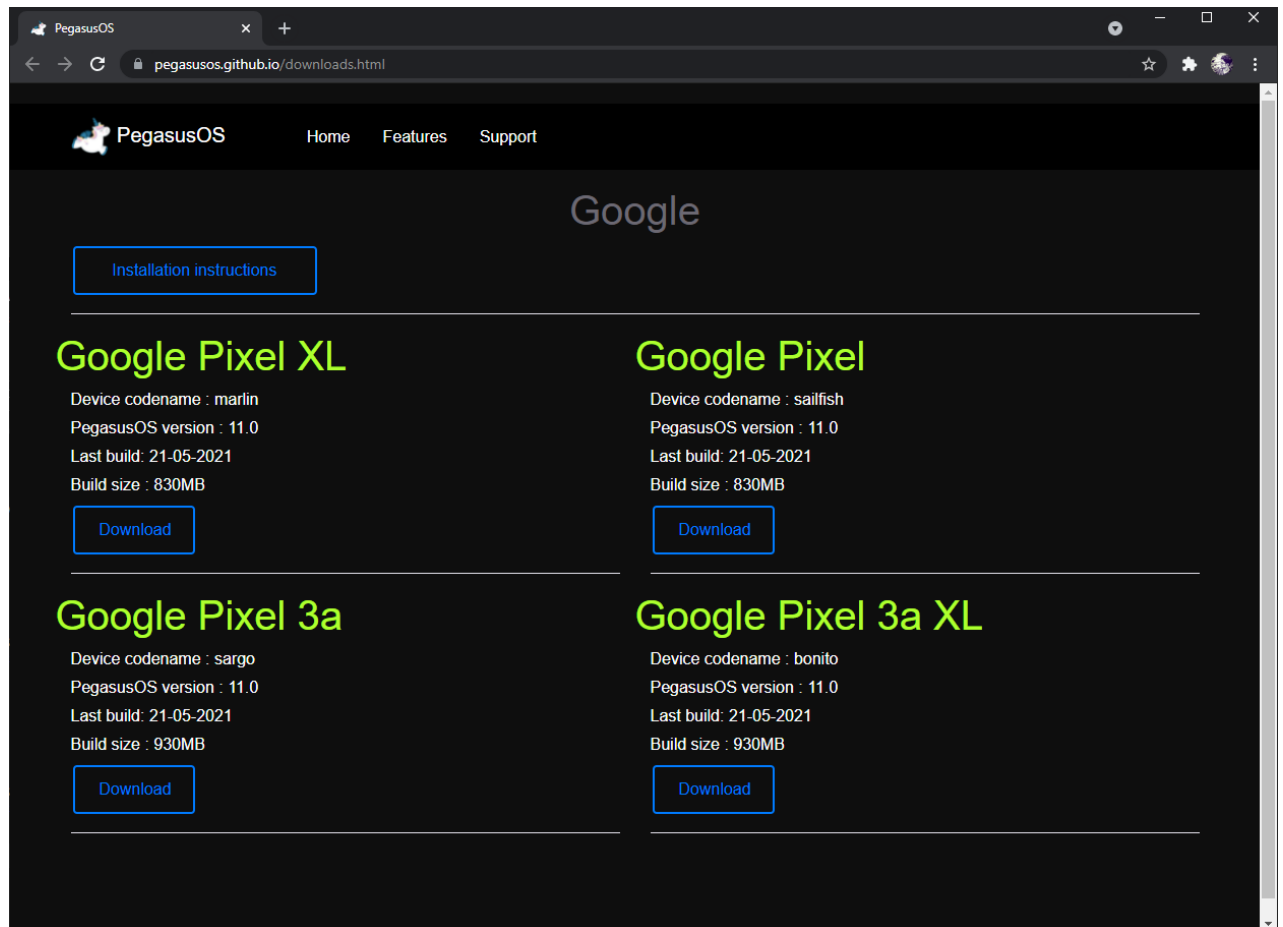 PegasusOS
pegasusos.github.io/downloads.html
PegasusOS Home Features Support
Google
Installation instructions
Google Pixel XL
Device codename : marlin
PegasusOS version : 11.0
Last build: 21-05-2021
Build size : 830MB
Download
Google Pixel
Device codename : sailfish
PegasusOS version : 11.0
Last build: 21-05-2021
Build size : 830MB
Download
Google Pixel 3a
Device codename : sargo
PegasusOS version : 11.0
Last build: 21-05-2021
Build size : 930MB
Download
Google Pixel 3a XL
Device codename : bonito
PegasusOS version : 11.0
Last build: 21-05-2021
Build size : 930MB
Download